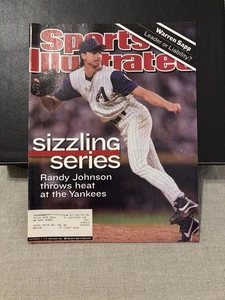 Sports
Illustrated
Warren Sapp
Leader or Liability?
sizzling
series
Randy Johnson
throws heat
at the Yankees